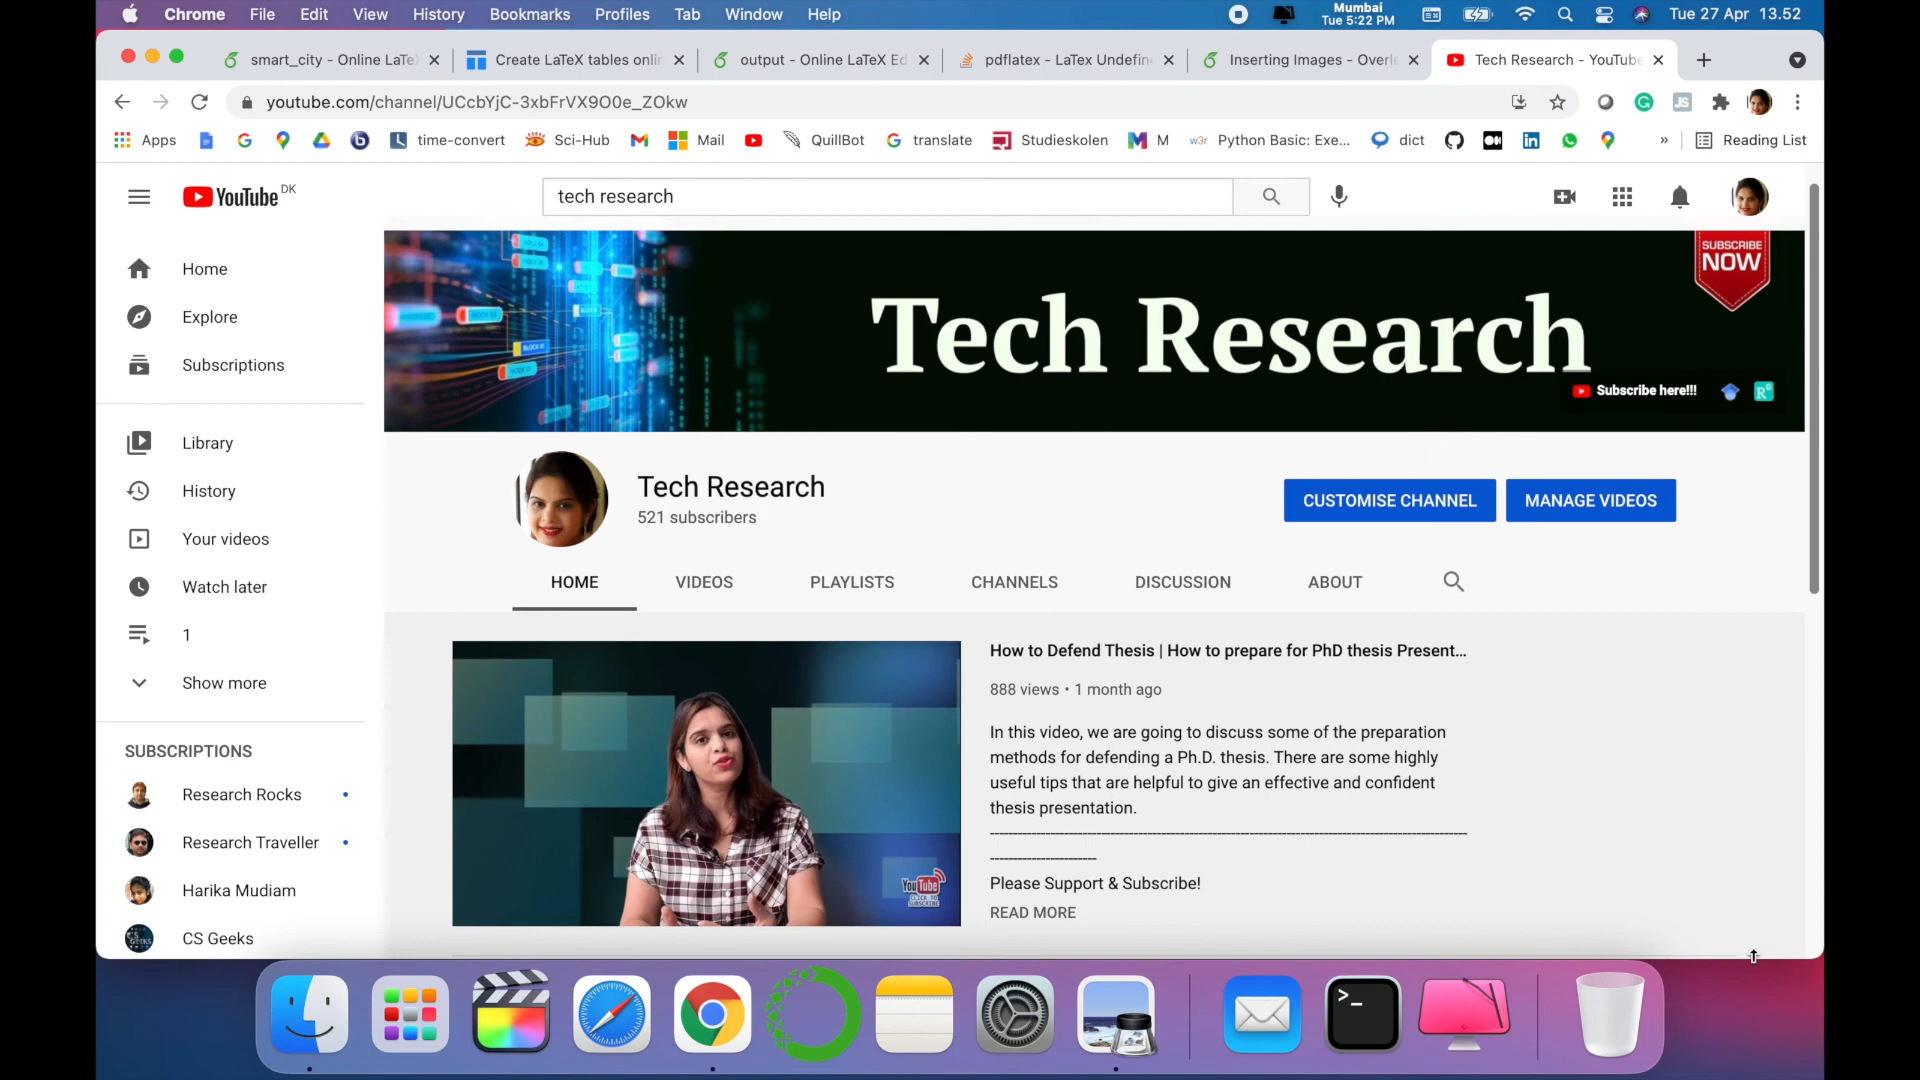 Chrome File Edit View History Bookmarks Profiles Tab Window Help
Mumbai
Tue 5:22 PM
Tue 27 Apr 13.52
smart_city - Online LaTe
Create LaTeX tables onlin
output - Online LaTeX Ed
pdflatex - LaTex Undefin
Inserting Images - Overle
Tech Research - YouTube
youtube.com/channel/UCcbYjC-3xbFrVX9O0e_ZOkw
Apps time-convert Sci-Hub Mail QuillBot translate Studieskolen M Python Basic: Exe... dict » Reading List
YouTube DK
tech research
Home
Explore
Subscriptions
Library
History
Your videos
Watch later
1
Show more
SUBSCRIPTIONS
Research Rocks
Research Traveller
Harika Mudiam
CS Geeks
SUBSCRIBE
NOW
Tech Research
Subscribe here!!!
Tech Research
521 subscribers
CUSTOMISE CHANNEL
MANAGE VIDEOS
HOME VIDEOS PLAYLISTS CHANNELS DISCUSSION ABOUT
YouTube
CLICK TO
SUBSCRIBE
How to Defend Thesis | How to prepare for PhD thesis Present...
888 views • 1 month ago
In this video, we are going to discuss some of the preparation
methods for defending a Ph.D. thesis. There are some highly
useful tips that are helpful to give an effective and confident
thesis presentation.
Please Support & Subscribe!
READ MORE